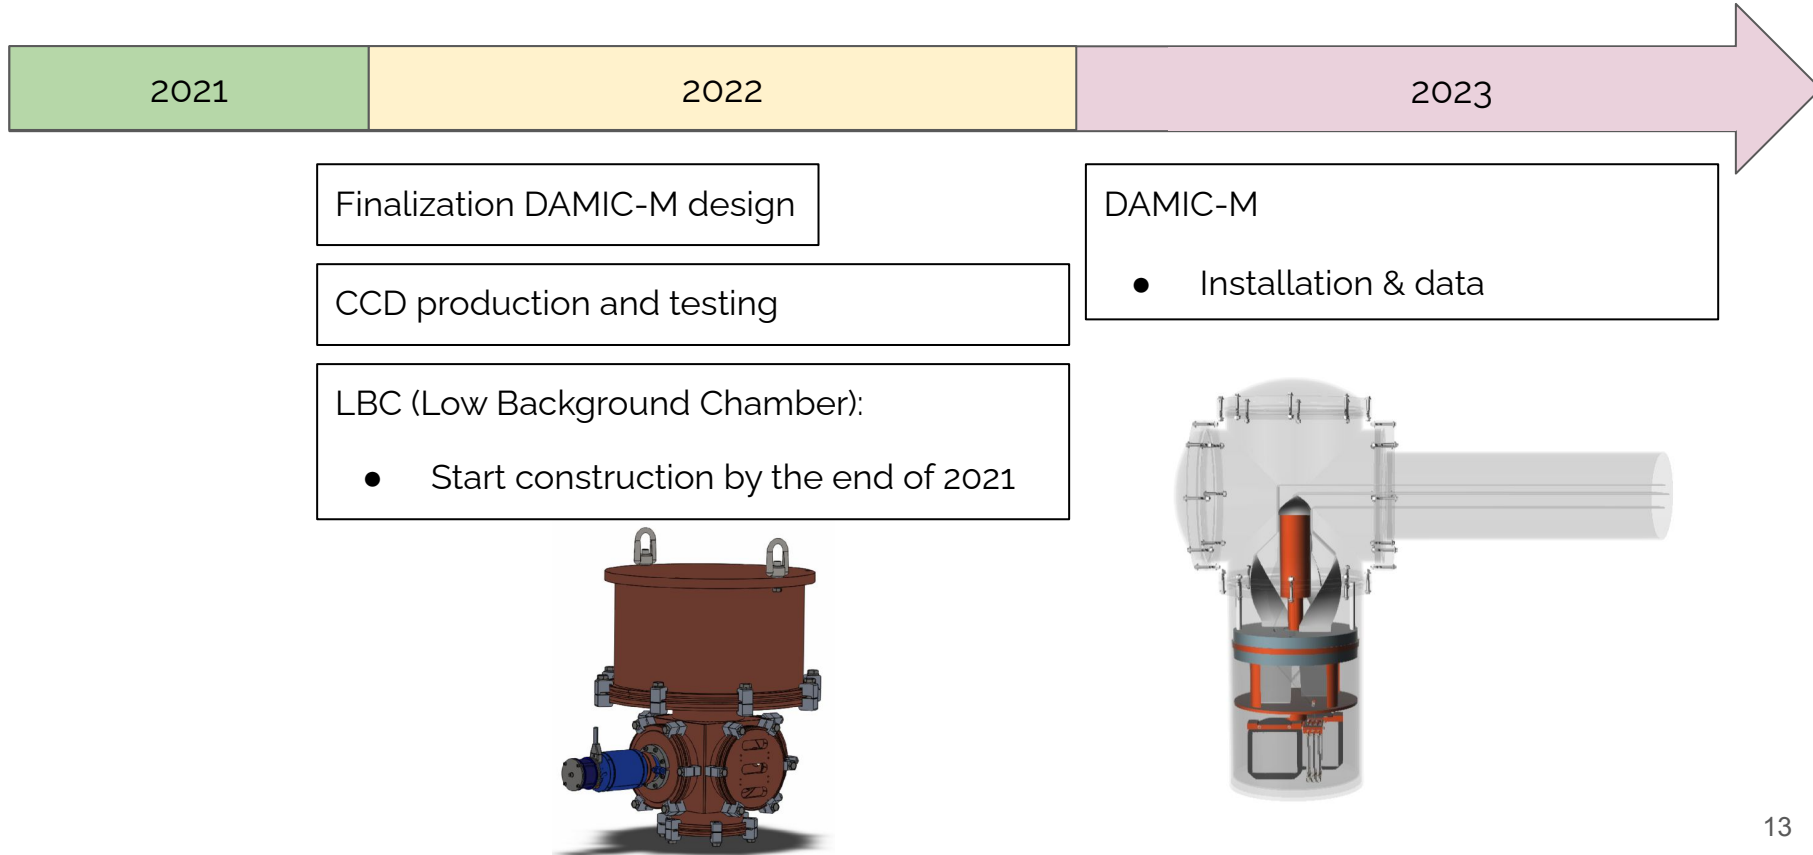 2021
2022
2023
Finalization DAMIC-M design
CCD production and testing
LBC (Low Background Chamber):
● Start construction by the end of 2021
DAMIC-M
● Installation & data
13